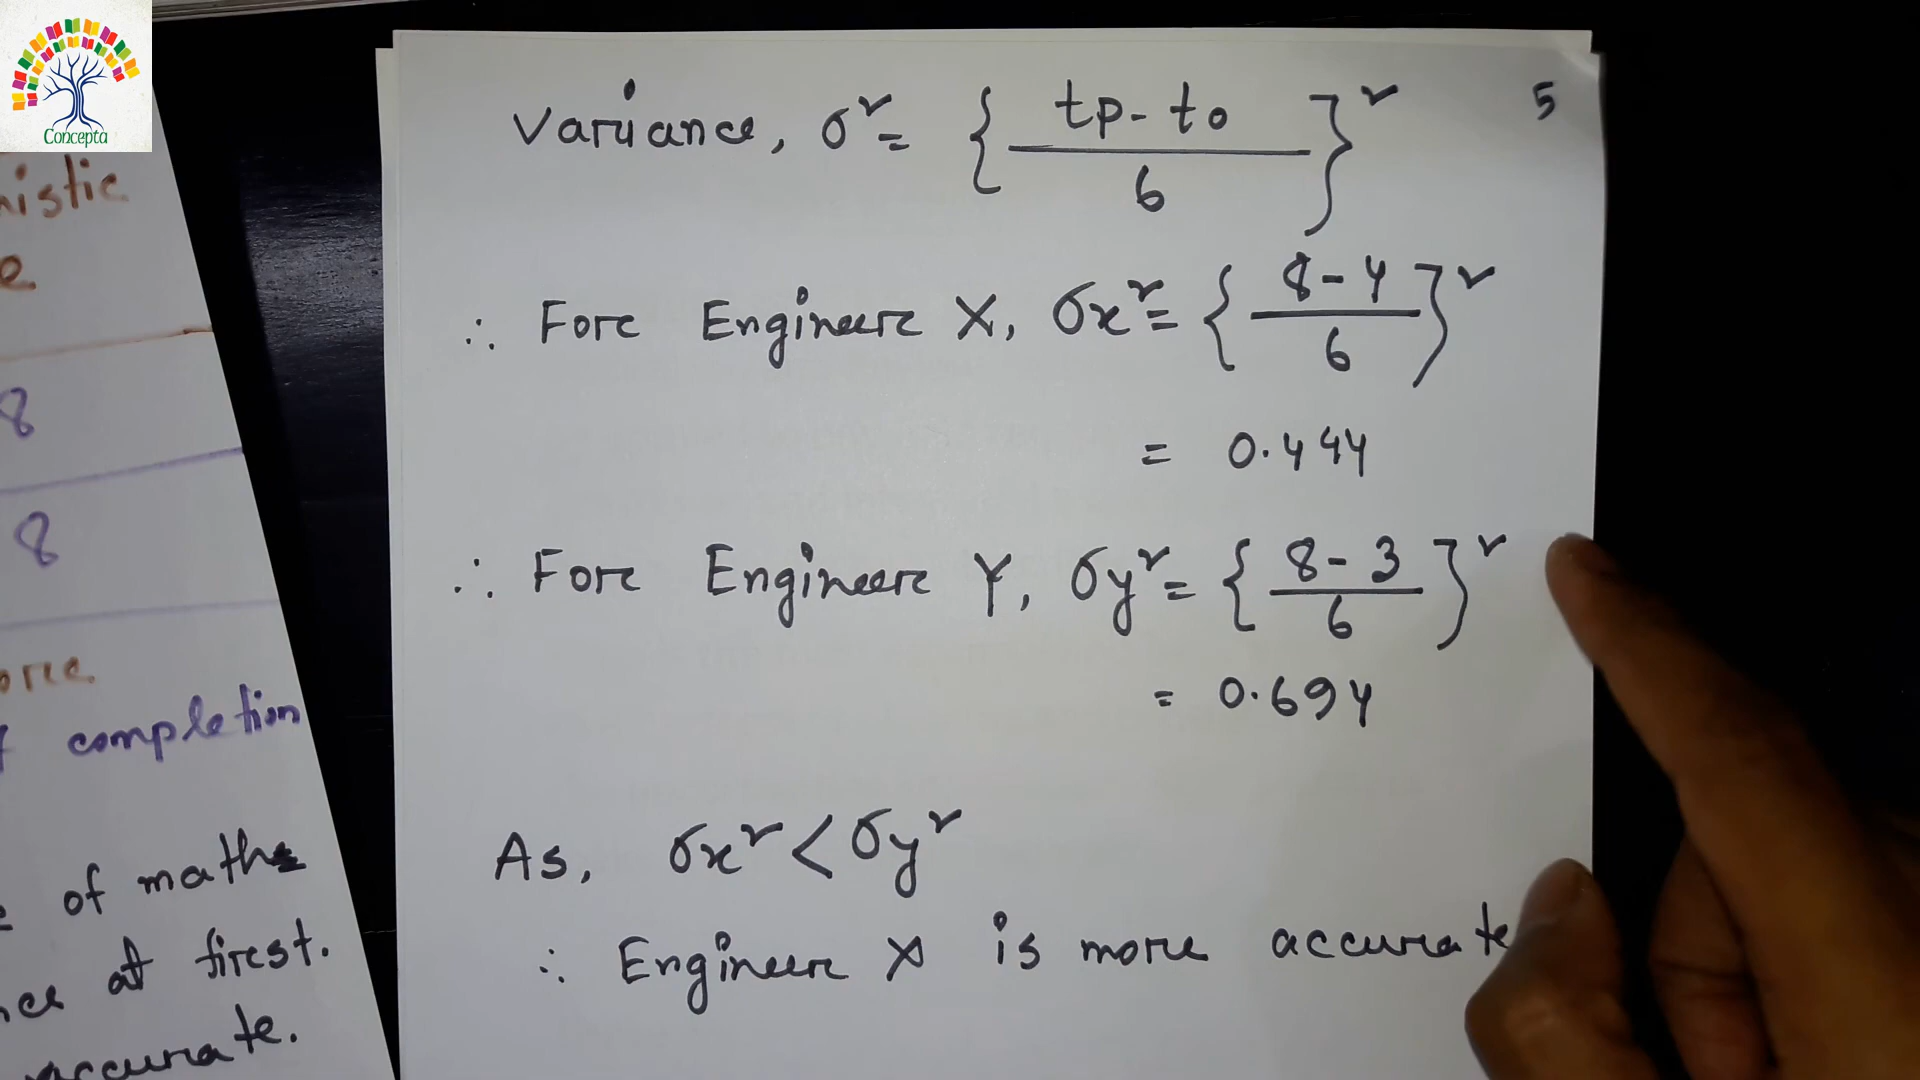 Concepta
8
8
completion
of maths
at first.
accurate.
5
Variance, σ² = { tp - to / 6 }²
∴ For Engineer X, σx² = { 8 - 4 / 6 }²
= 0.444
∴ For Engineer Y, σy² = { 8 - 3 / 6 }²
= 0.694
As, σx² < σy²
∴ Engineer X is more accurate